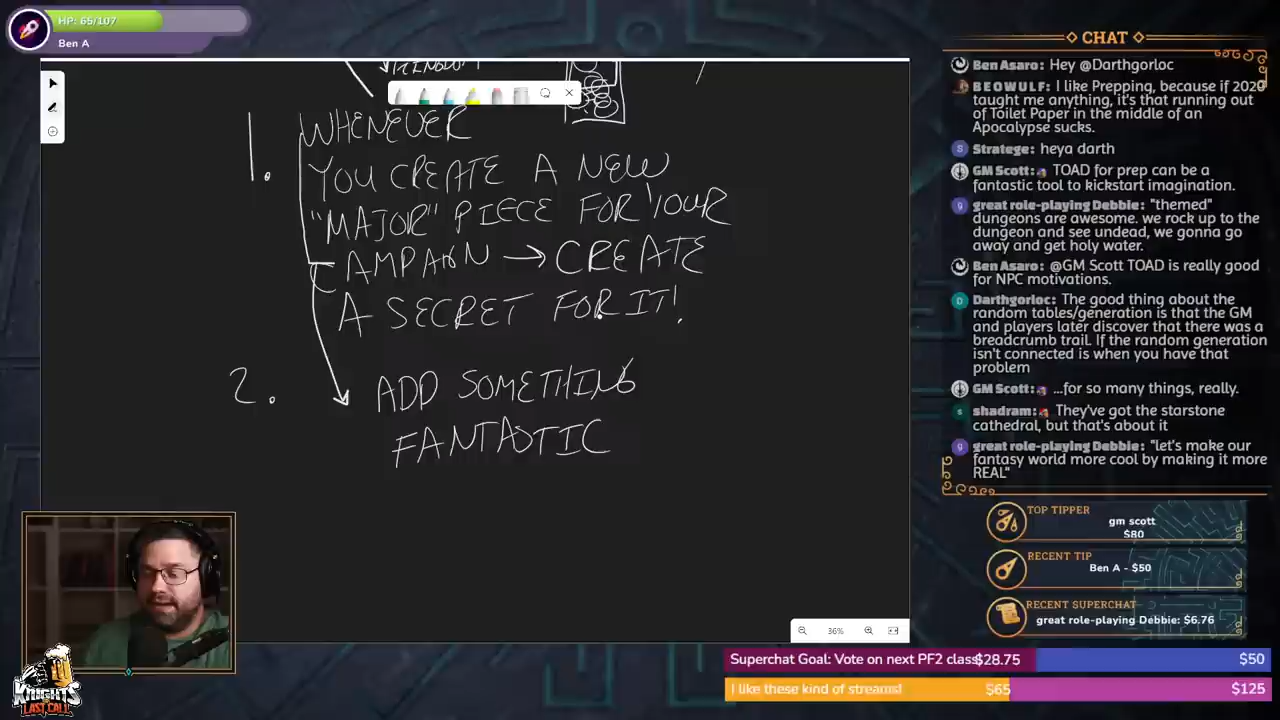 HP: 65/107
Ben A
1. WHENEVER
YOU CREATE A NEW
"MAJOR" PIECE FOR YOUR
CAMPAIGN → CREATE
A SECRET FOR IT!
2. ADD SOMETHING
FANTASTIC
36%
KNIGHTS
LAST CALL
CHAT
Ben Asaro: Hey @Darthgorloc
BEOWULF: I like Prepping, because if 2020
taught me anything, it's that running out
of Toilet Paper in the middle of an
Apocalypse sucks.
Stratege: heya darth
GM Scott: TOAD for prep can be a
fantastic tool to kickstart imagination.
great role-playing Debbie: "themed"
dungeons are awesome. we rock up to the
dungeon and see undead, we gonna go
away and get holy water.
Ben Asaro: @GM Scott TOAD is really good
for NPC motivations.
Darthgorloc: The good thing about the
random tables/generation is that the GM
and players later discover that there was a
breadcrumb trail. If the random generation
isn't connected is when you have that
problem
GM Scott: ...for so many things, really.
shadram: They've got the starstone
cathedral, but that's about it
great role-playing Debbie: "let's make our
fantasy world more cool by making it more
REAL"
TOP TIPPER
gm scott
$80
RECENT TIP
Ben A - $50
RECENT SUPERCHAT
great role-playing Debbie: $6.76
Superchat Goal: Vote on next PF2 class $28.75 $50
I like these kind of streams! $65 $125